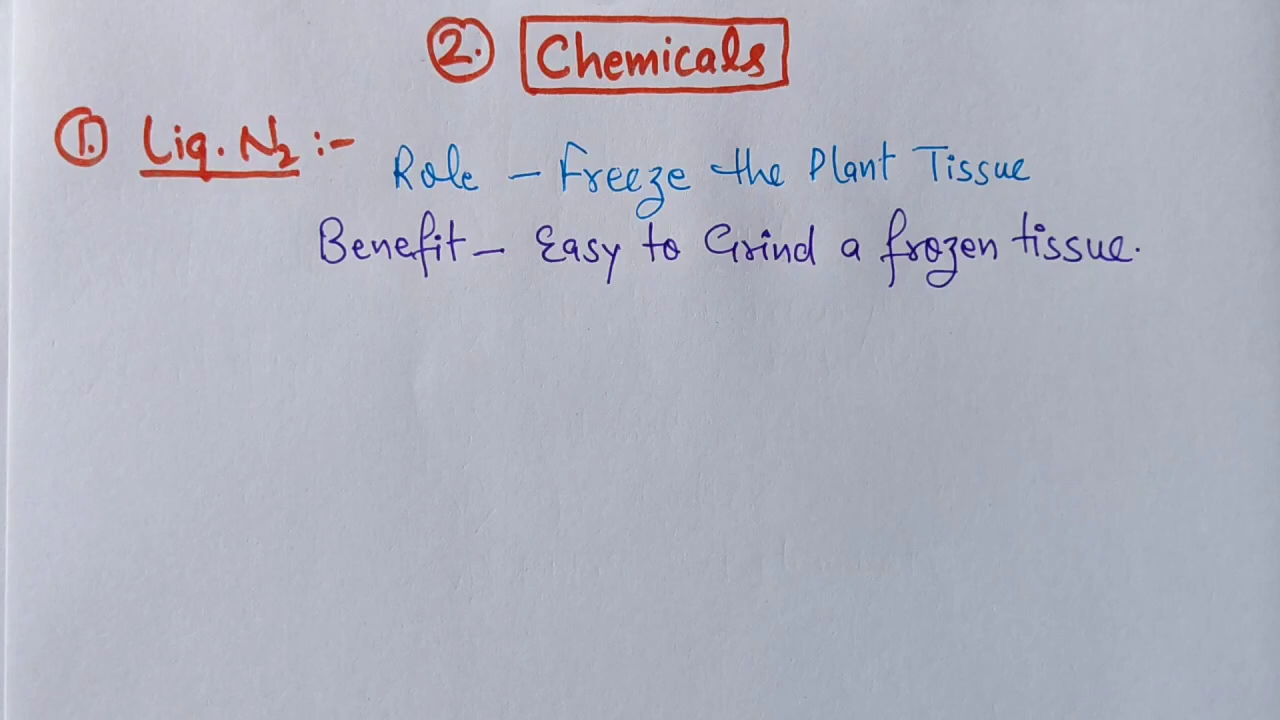 2. Chemicals
1. Liq. N2 :- Role - Freeze the Plant Tissue
Benefit - Easy to Grind a frozen tissue.